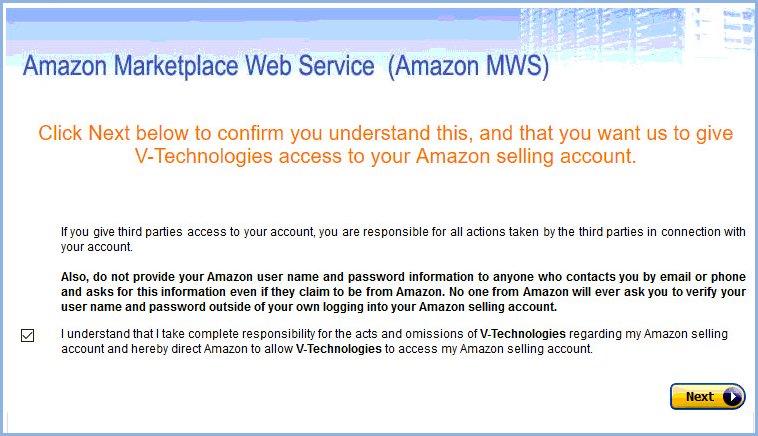 Amazon Marketplace Web Service (Amazon MWS)
Click Next below to confirm you understand this, and that you want us to give
V-Technologies access to your Amazon selling account.
If you give third parties access to your account, you are responsible for all actions taken by the third parties in connection with
your account.
Also, do not provide your Amazon user name and password information to anyone who contacts you by email or phone
and asks for this information even if they claim to be from Amazon. No one from Amazon will ever ask you to verify your
user name and password outside of your own logging into your Amazon selling account.
I understand that I take complete responsibility for the acts and omissions of V-Technologies regarding my Amazon selling
account and hereby direct Amazon to allow V-Technologies to access my Amazon selling account.
Next